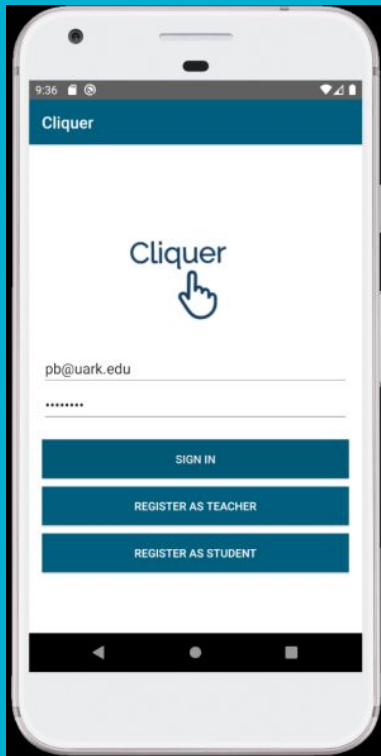 9:36
Cliquer
Cliquer
pb@uark.edu
••••••••
SIGN IN
REGISTER AS TEACHER
REGISTER AS STUDENT